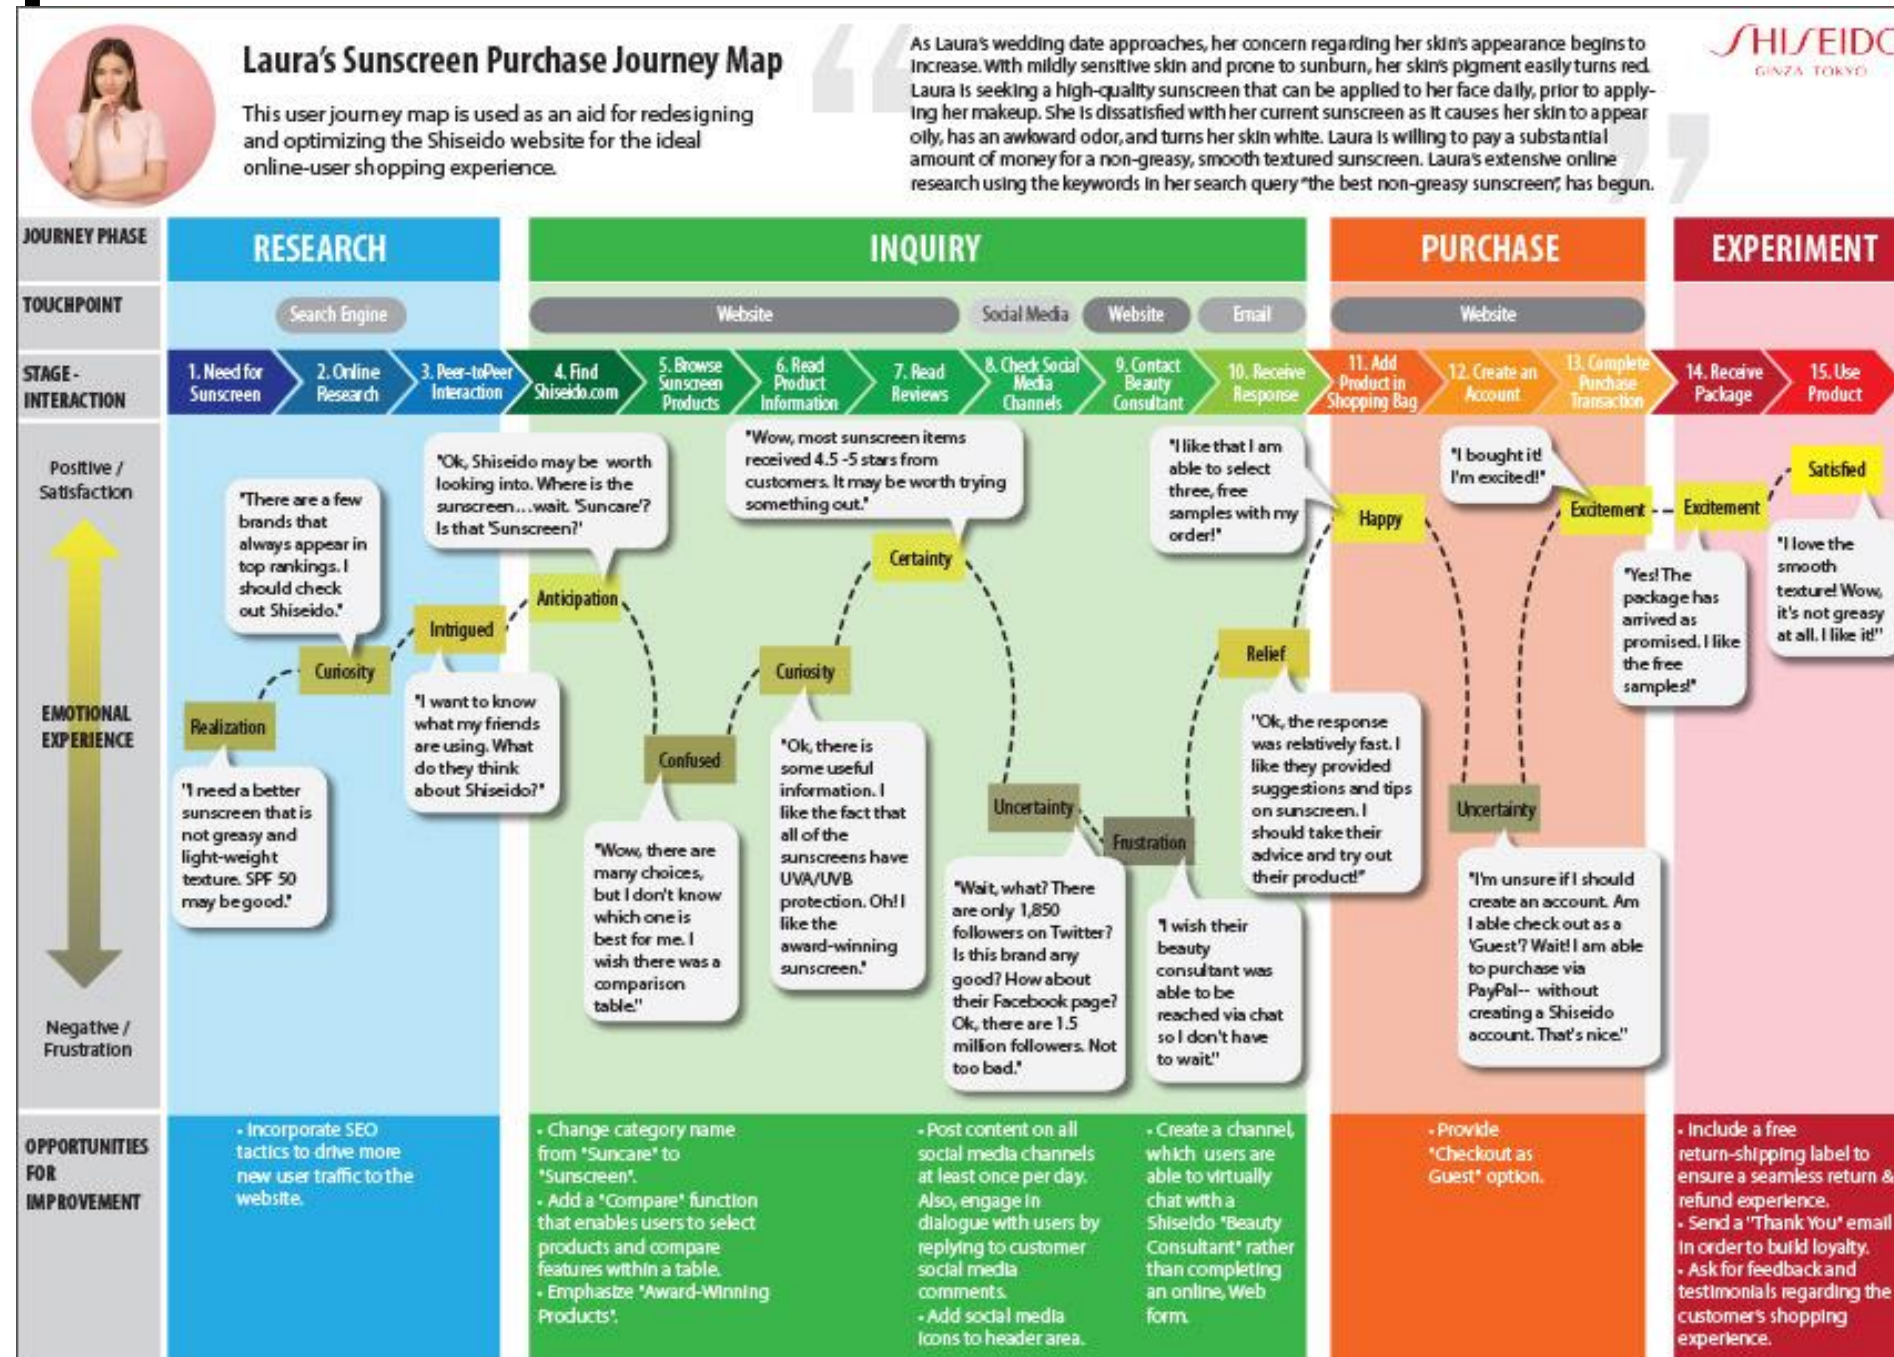 Laura's Sunscreen Purchase Journey Map
This user journey map is used as an aid for redesigning
and optimizing the Shiseido website for the ideal
online-user shopping experience.
As Laura's wedding date approaches, her concern regarding her skin's appearance begins to
increase. With mildly sensitive skin and prone to sunburn, her skin's pigment easily turns red.
Laura is seeking a high-quality sunscreen that can be applied to her face daily, prior to apply-
ing her makeup. She is dissatisfied with her current sunscreen as it causes her skin to appear
oily, has an awkward odor, and turns her skin white. Laura is willing to pay a substantial
amount of money for a non-greasy, smooth textured sunscreen. Laura's extensive online
research using the keywords in her search query "the best non-greasy sunscreen", has begun.
SHISEIDO
GINZA TOKYO
JOURNEY PHASE
RESEARCH
INQUIRY
PURCHASE
EXPERIMENT
TOUCHPOINT
Search Engine
Website
Social Media
Website
Email
Website
STAGE -
INTERACTION
1. Need for
Sunscreen
2. Online
Research
3. Peer-toPeer
Interaction
4. Find
Shiseido.com
5. Browse
Sunscreen
Products
6. Read
Product
Information
7. Read
Reviews
8. Check Social
Media
Channels
9. Contact
Beauty
Consultant
10. Receive
Response
11. Add
Product in
Shopping Bag
12. Create an
Account
13. Complete
Purchase
Transaction
14. Receive
Package
15. Use
Product
Positive /
Satisfaction
EMOTIONAL
EXPERIENCE
Negative /
Frustration
Realization
"I need a better
sunscreen that is
not greasy and
light-weight
texture. SPF 50
may be good."
"There are a few
brands that
always appear in
top rankings. I
should check
out Shiseido."
Curiosity
Intrigued
"I want to know
what my friends
are using. What
do they think
about Shiseido?"
"Ok, Shiseido may be worth
looking into. Where is the
sunscreen...wait. 'Suncare'?
Is that 'Sunscreen?'
Anticipation
Confused
"Wow, there are
many choices,
but I don't know
which one is
best for me. I
wish there was a
comparison
table."
Curiosity
"Ok, there is
some useful
information. I
like the fact that
all of the
sunscreens have
UVA/UVB
protection. Oh! I
like the
award-winning
sunscreen."
"Wow, most sunscreen items
received 4.5 -5 stars from
customers. It may be worth trying
something out."
Certainty
Uncertainty
"Wait, what? There
are only 1,850
followers on Twitter?
Is this brand any
good? How about
their Facebook page?
Ok, there are 1.5
million followers. Not
too bad."
Frustration
"I wish their
beauty
consultant was
able to be
reached via chat
so I don't have
to wait."
Relief
"Ok, the response
was relatively fast. I
like they provided
suggestions and tips
on sunscreen. I
should take their
advice and try out
their product!"
"I like that I am
able to select
three, free
samples with my
order!"
Happy
Uncertainty
"I'm unsure if I should
create an account. Am
I able check out as a
'Guest'? Wait! I am able
to purchase via
PayPal-- without
creating a Shiseido
account. That's nice."
"I bought it!
I'm excited!"
Excitement
Excitement
"Yes! The
package has
arrived as
promised. I like
the free
samples!"
Satisfied
"I love the
smooth
texture! Wow,
it's not greasy
at all. I like it!"
OPPORTUNITIES
FOR
IMPROVEMENT
- Incorporate SEO
tactics to drive more
new user traffic to the
website.
- Change category name
from "Suncare" to
"Sunscreen".
- Add a "Compare" function
that enables users to select
products and compare
features within a table.
- Emphasize "Award-Winning
Products".
- Post content on all
social media channels
at least once per day.
Also, engage in
dialogue with users by
replying to customer
social media
comments.
- Add social media
icons to header area.
- Create a channel,
which users are
able to virtually
chat with a
Shiseido "Beauty
Consultant" rather
than completing
an online, Web
form.
- Provide
"Checkout as
Guest" option.
- Include a free
return-shipping label to
ensure a seamless return &
refund experience.
- Send a "Thank You" email
in order to build loyalty.
- Ask for feedback and
testimonials regarding the
customer's shopping
experience.